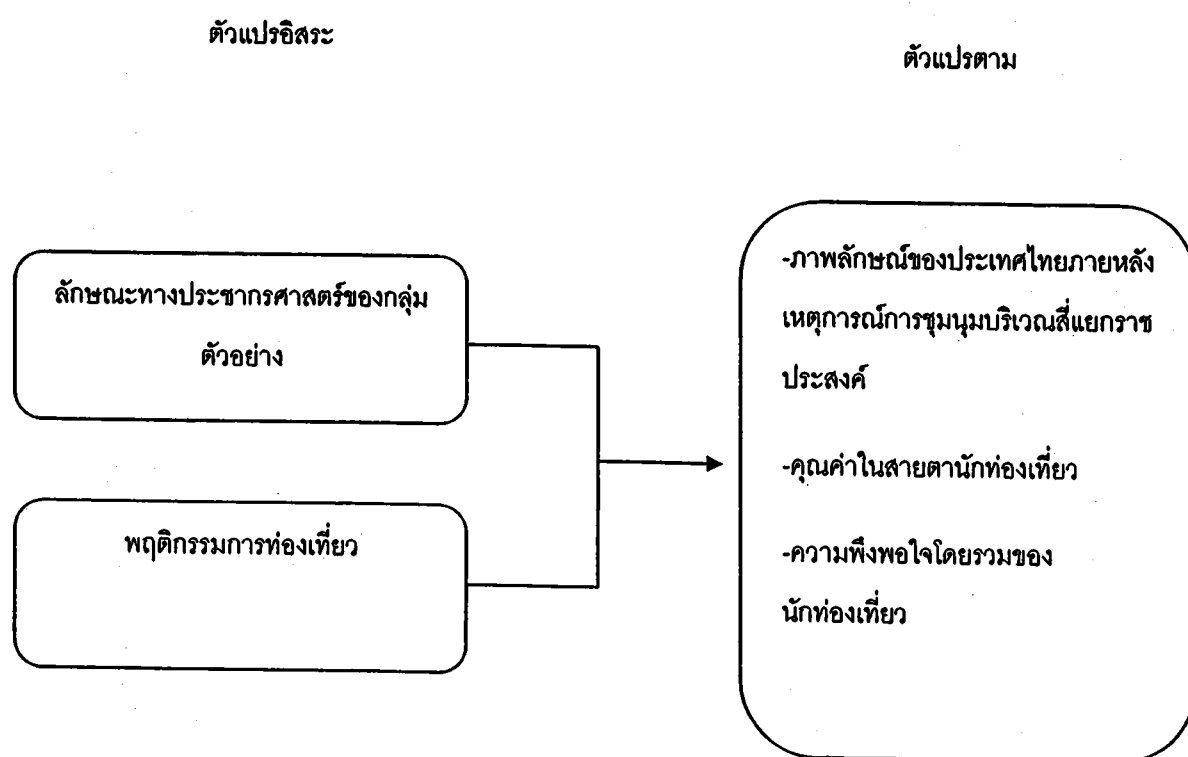 ตัวแปรอิสระ
ตัวแปรตาม
ลักษณะทางประชากรศาสตร์ของกลุ่ม
ตัวอย่าง
พฤติกรรมการท่องเที่ยว
-ภาพลักษณ์ของประเทศไทยภายหลัง
เหตุการณ์การชุมนุมบริเวณสี่แยกราช
ประสงค์
-คุณค่าในสายตานักท่องเที่ยว
-ความพึงพอใจโดยรวมของ
นักท่องเที่ยว